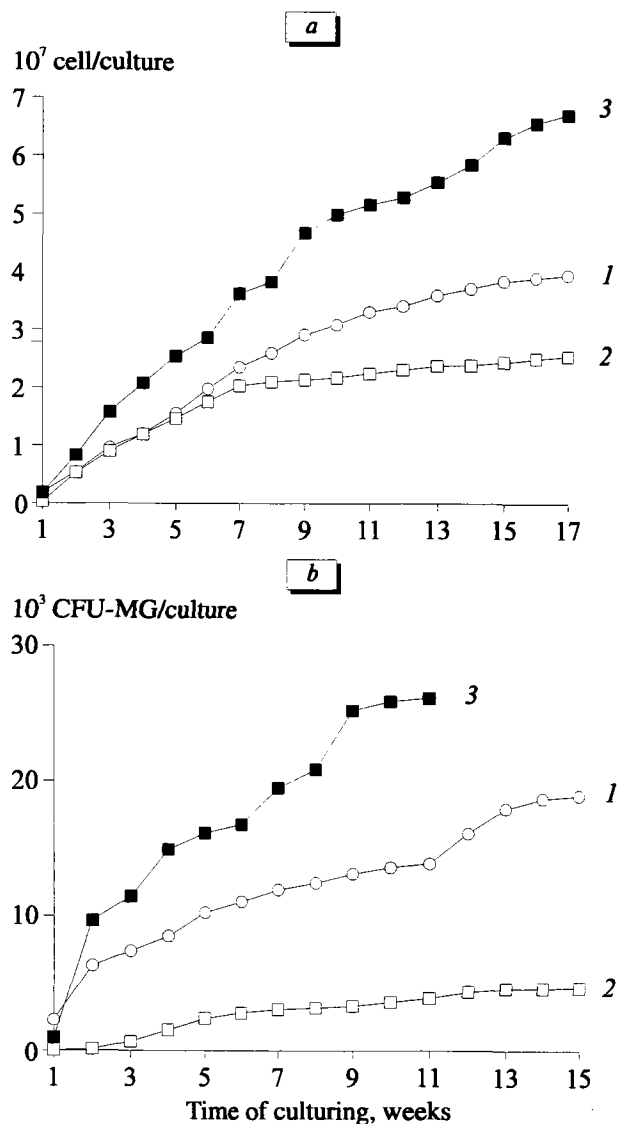 a
10⁷ cell/culture
7
6
5
4
3
2
1
0
3
1
2
1 3 5 7 9 11 13 15 17
b
10³ CFU-MG/culture
30
20
10
0
3
1
2
1 3 5 7 9 11 13 15
Time of culturing, weeks